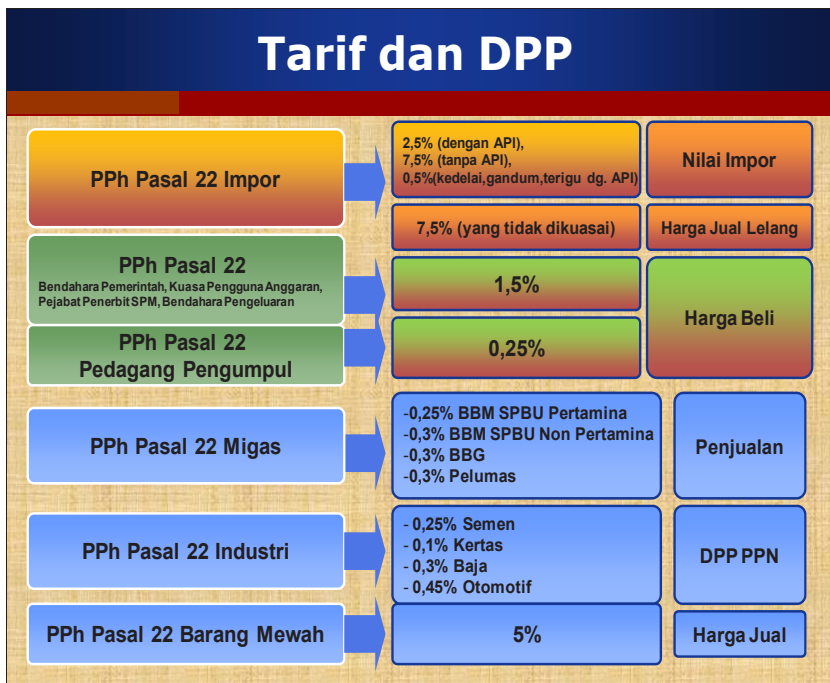 Tarif dan DPP
PPh Pasal 22 Impor
2,5% (dengan API),
7,5% (tanpa API),
0,5%(kedelai,gandum,terigu dg. API)
Nilai Impor
7,5% (yang tidak dikuasai)
Harga Jual Lelang
PPh Pasal 22
Bendahara Pemerintah, Kuasa Pengguna Anggaran,
Pejabat Penerbit SPM, Bendahara Pengeluaran
1,5%
Harga Beli
PPh Pasal 22
Pedagang Pengumpul
0,25%
PPh Pasal 22 Migas
-0,25% BBM SPBU Pertamina
-0,3% BBM SPBU Non Pertamina
-0,3% BBG
-0,3% Pelumas
Penjualan
PPh Pasal 22 Industri
- 0,25% Semen
- 0,1% Kertas
- 0,3% Baja
- 0,45% Otomotif
DPP PPN
PPh Pasal 22 Barang Mewah
5%
Harga Jual